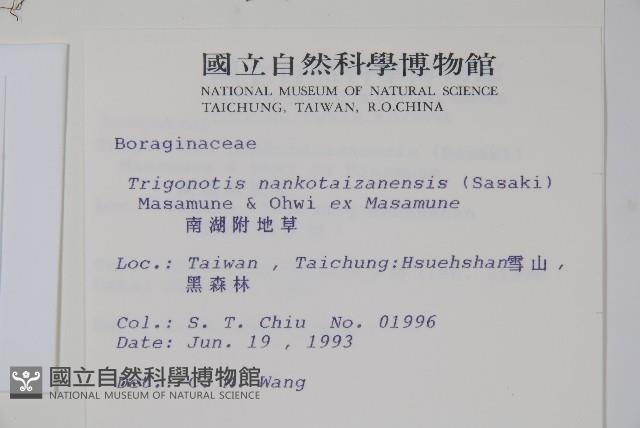 國立自然科學博物館
NATIONAL MUSEUM OF NATURAL SCIENCE
TAICHUNG, TAIWAN, R.O.CHINA
Boraginaceae
Trigonotis nankotaizanensis (Sasaki)
Masamune & Ohwi ex Masamune
南湖附地草
Loc.: Taiwan , Taichung:Hsuehshan雪山 ,
黑森林
Col.: S. T. Chiu No. 01996
Date: Jun. 19 , 1993
Wang
國立自然科學博物館
NATIONAL MUSEUM OF NATURAL SCIENCE